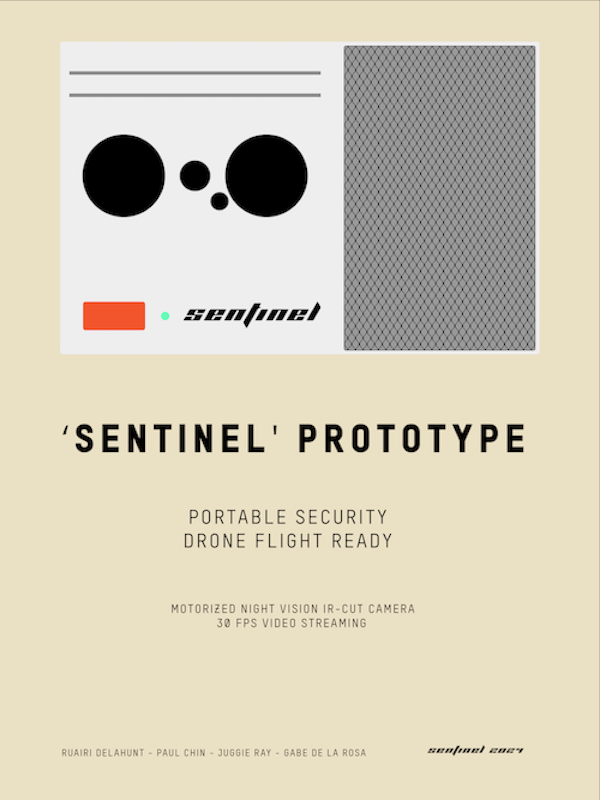 sentinel
‘SENTINEL' PROTOTYPE
PORTABLE SECURITY
DRONE FLIGHT READY
MOTORIZED NIGHT VISION IR-CUT CAMERA
30 FPS VIDEO STREAMING
RUAIRI DELAHUNT - PAUL CHIN - JUGGIE RAY - GABE DE LA ROSA
sentinel 2024